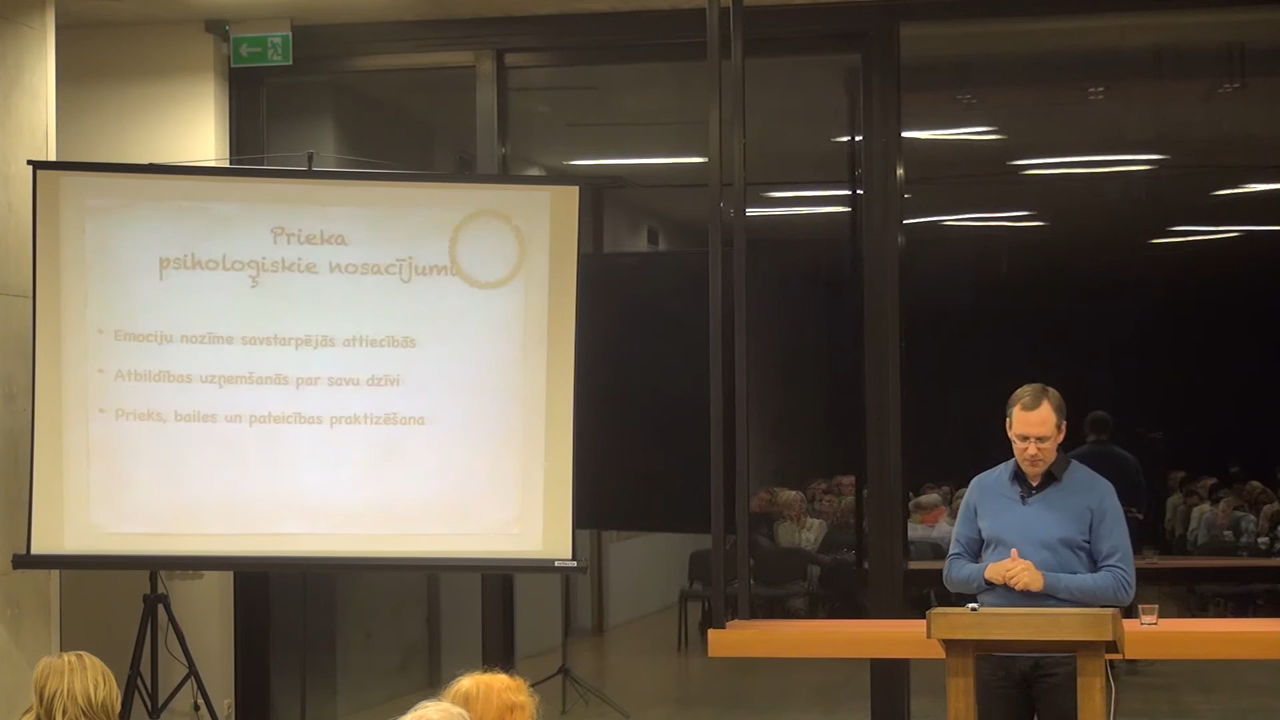 Prieka
psiholoģiskie nosacījumi
* Emociju nozīme savstarpējās attiecībās
* Atbildības uzņemšanās par savu dzīvi
* Prieks, bailes un pateicības praktizēšana